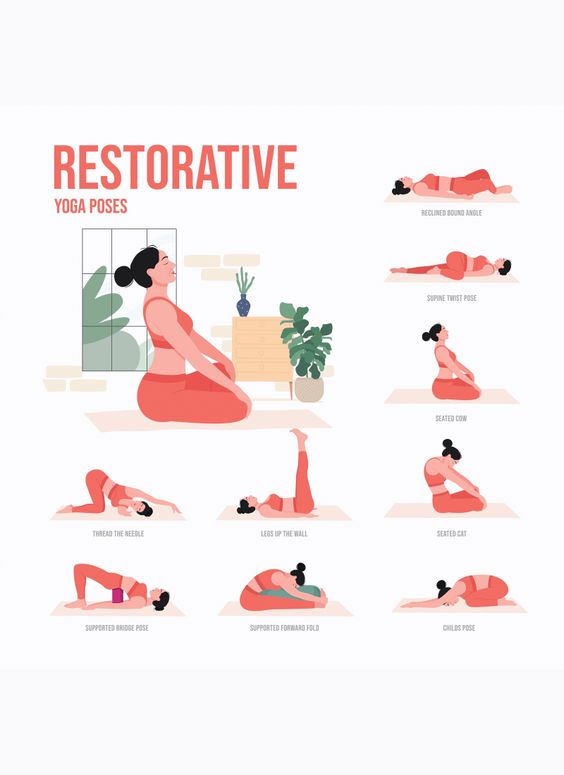 RESTORATIVE
YOGA POSES
RECLINED BOUND ANGLE
SUPINE TWIST POSE
SEATED COW
THREAD THE NEEDLE
LEGS UP THE WALL
SEATED CAT
SUPPORTED BRIDGE POSE
SUPPORTED FORWARD FOLD
CHILDS POSE